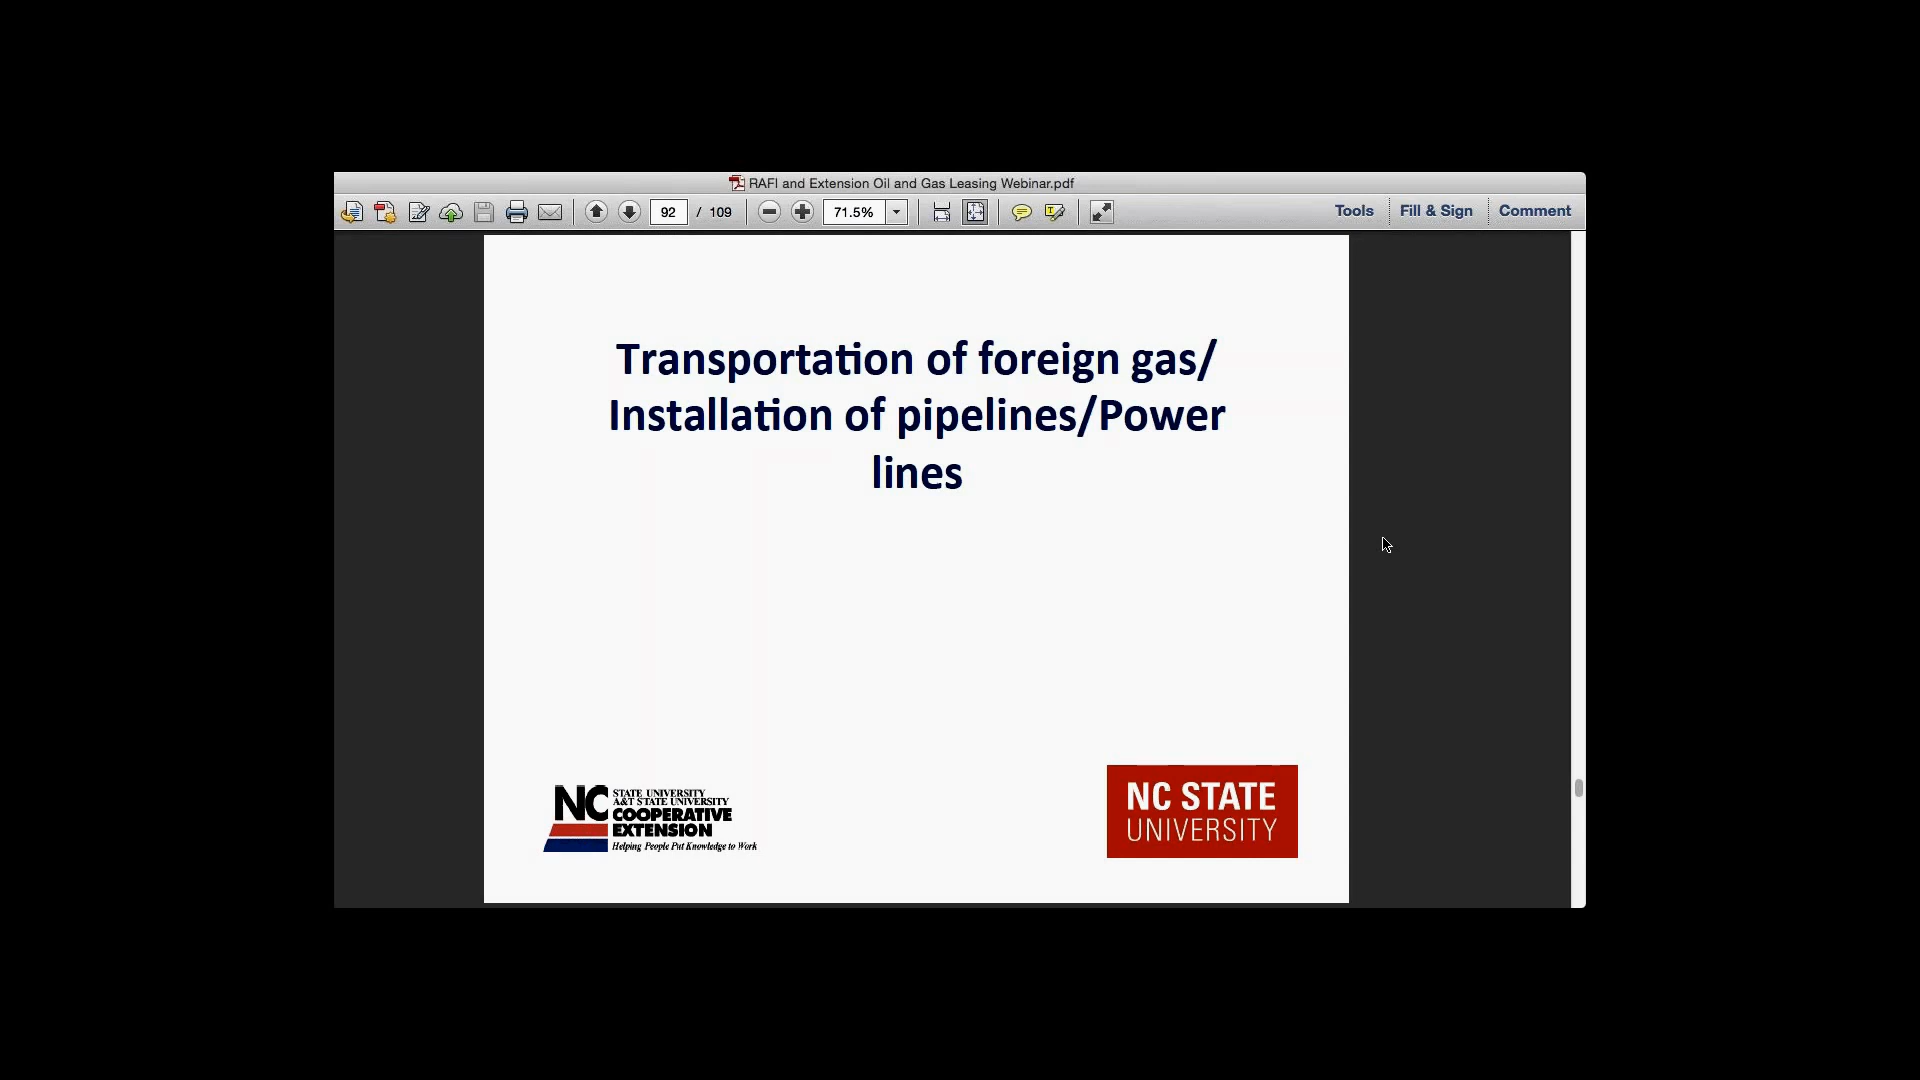 RAFI and Extension Oil and Gas Leasing Webinar.pdf
92 / 109 71.5% Tools Fill & Sign Comment
Transportation of foreign gas/
Installation of pipelines/Power
lines
NC STATE UNIVERSITY
A&T STATE UNIVERSITY
COOPERATIVE
EXTENSION
Helping People Put Knowledge to Work
NC STATE
UNIVERSITY